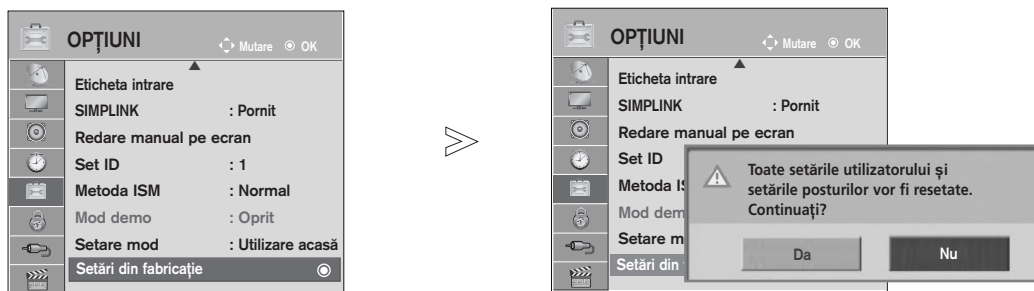 OPȚIUNI
Mutare OK
Eticheta intrare
SIMPLINK : Pornit
Redare manual pe ecran
Set ID : 1
Metoda ISM : Normal
Mod demo : Oprit
Setare mod : Utilizare acasă
Setări din fabricație
OPȚIUNI
Mutare OK
Eticheta intrare
SIMPLINK : Pornit
Redare manual pe ecran
Set ID
Metoda IS
Mod dem
Setare m
Setări din
Toate setările utilizatorului și
setările posturilor vor fi resetate.
Continuați?
Da Nu